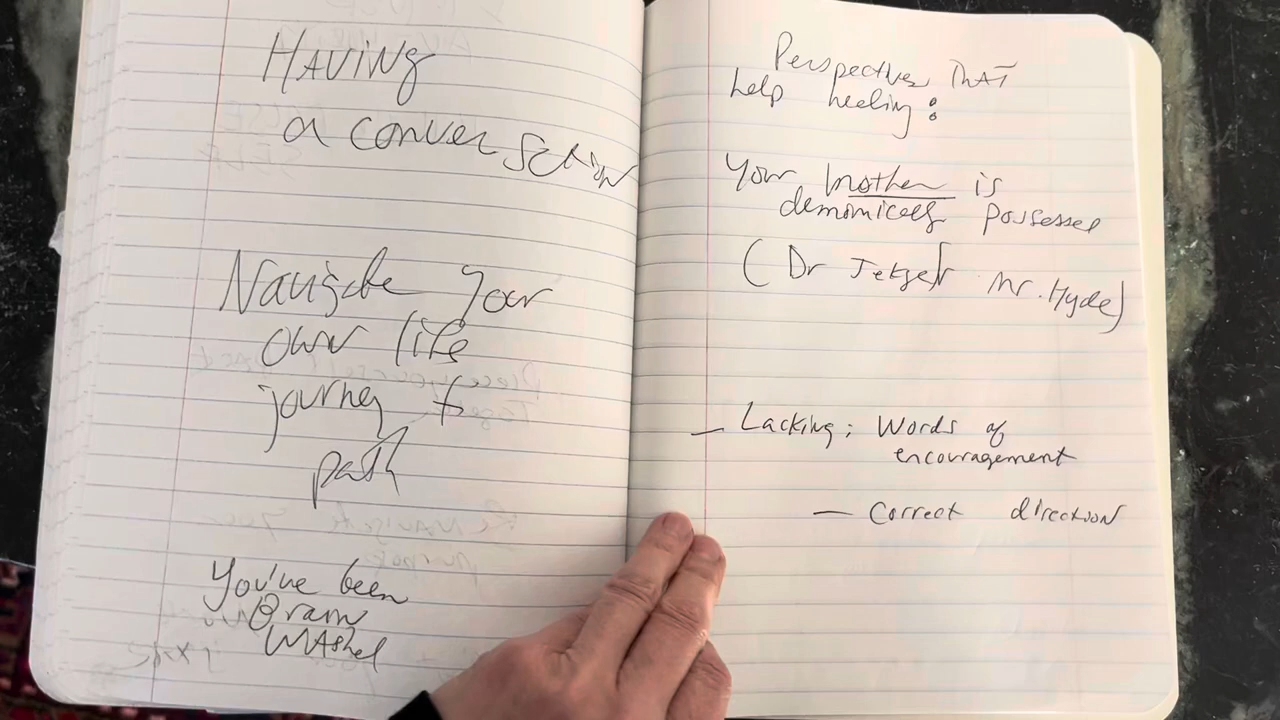 HAVING
a conversation
Navigate your
own life
journey to
path
You've been
Brain
WAshed
Perspectives THAT
help healing:
Your mother is
demonically possessed
(Dr Jekyll Mr. Hyde)
— Lacking; Words of
encouragement
— Correct direction